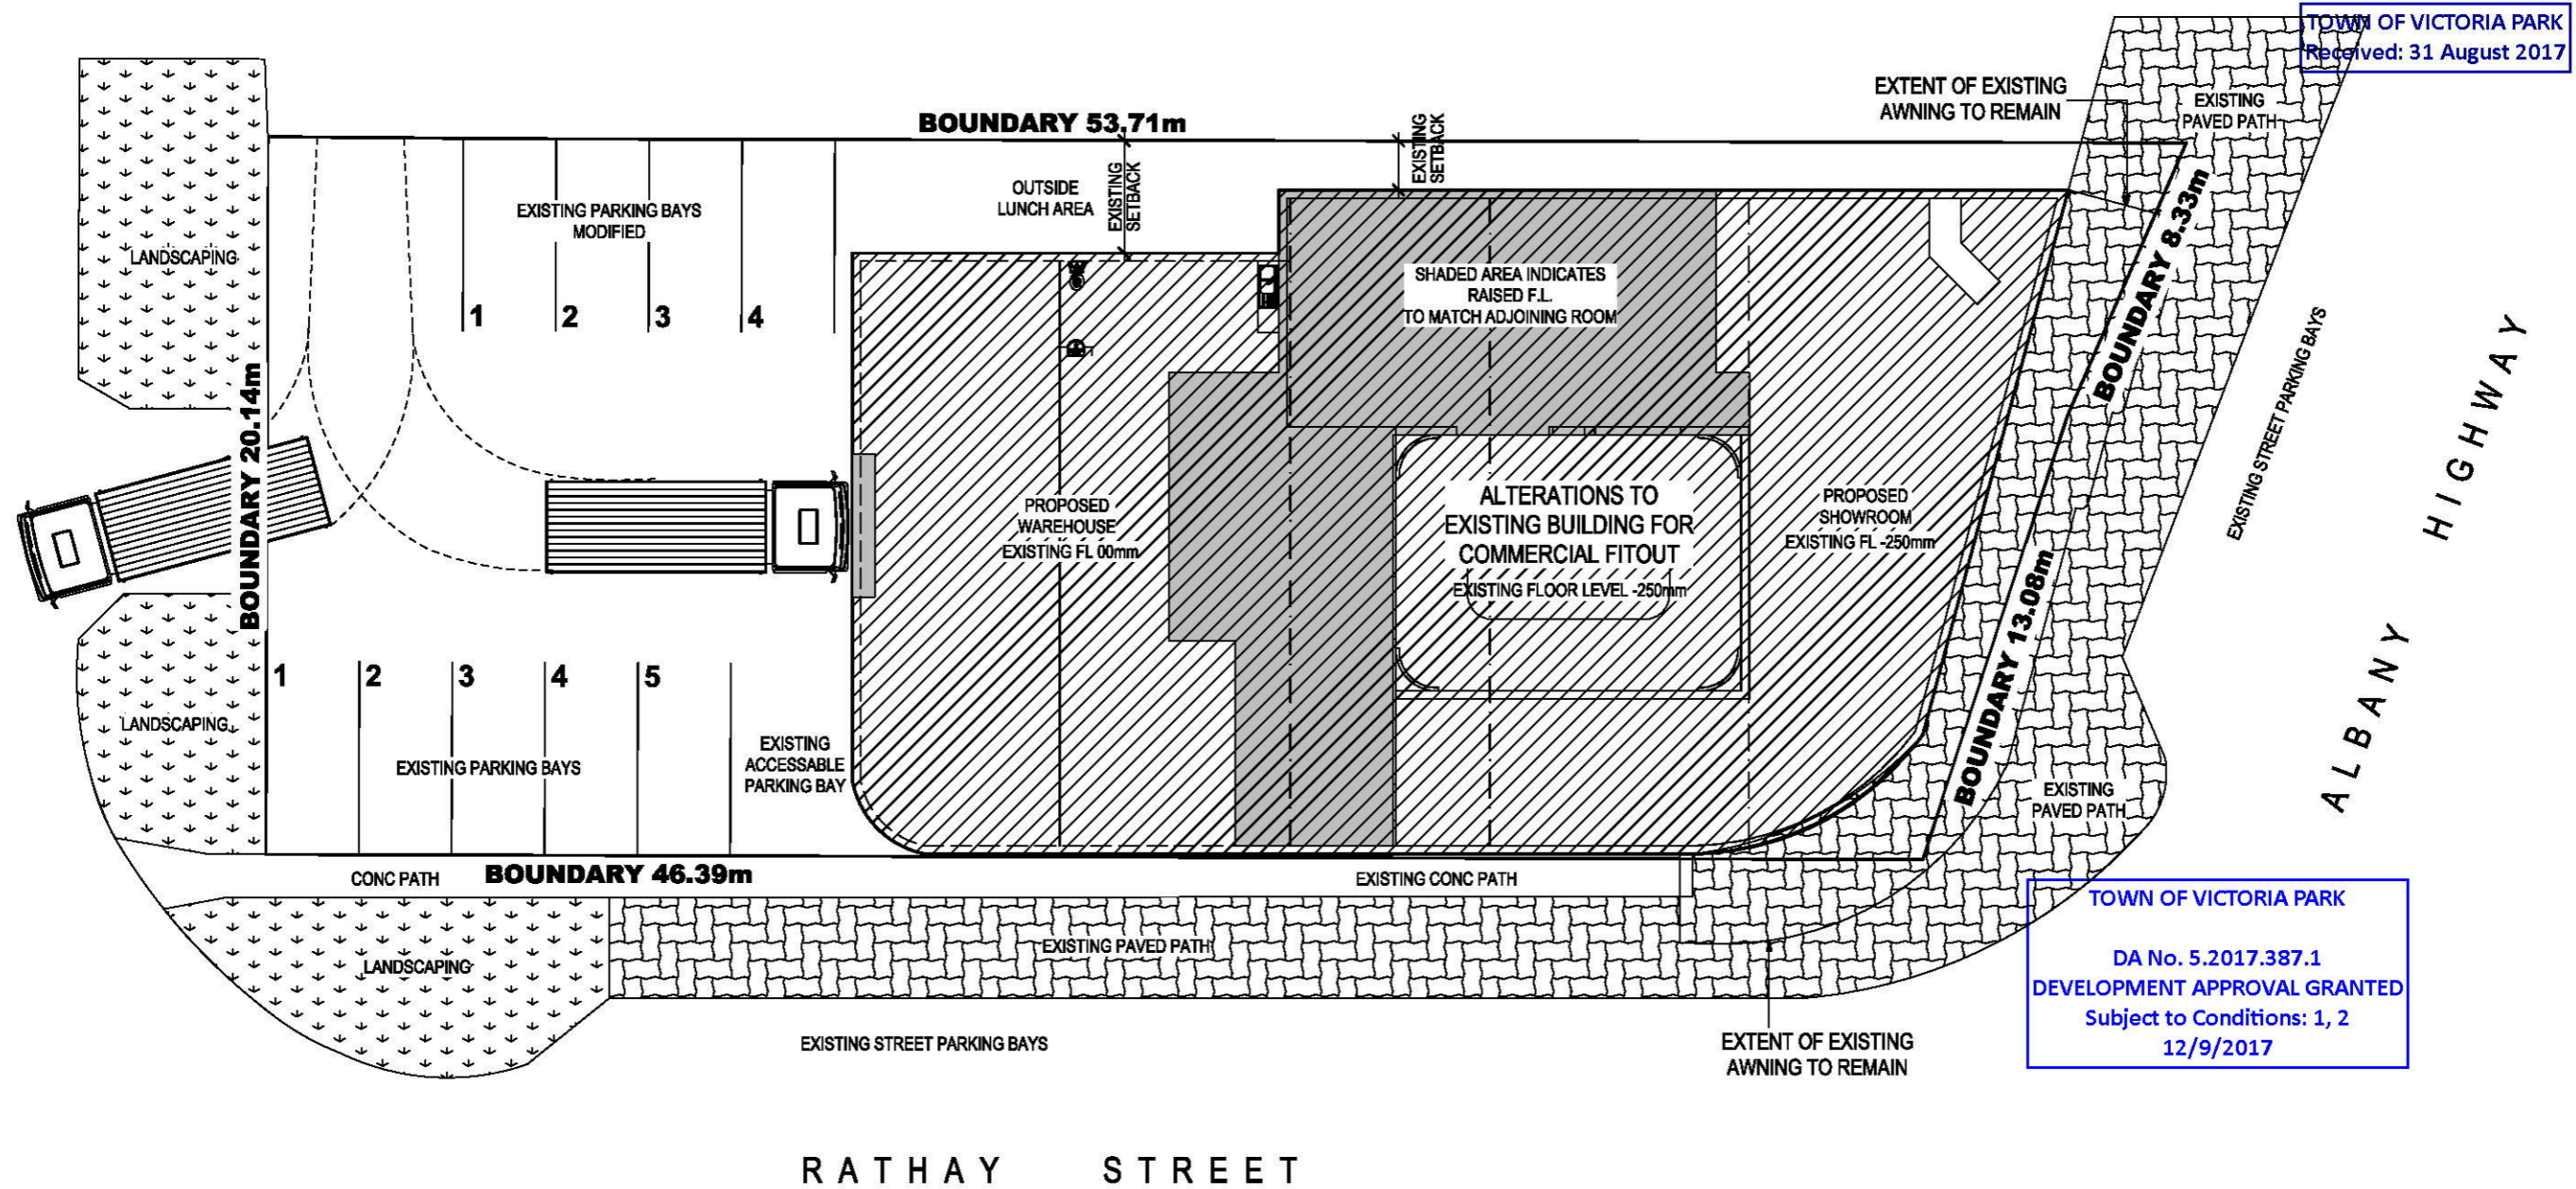 TOWN OF VICTORIA PARK
Received: 31 August 2017
EXTENT OF EXISTING
AWNING TO REMAIN
EXISTING
PAVED PATH
BOUNDARY 53.71m
EXISTING
SETBACK
OUTSIDE
LUNCH AREA
EXISTING
SETBACK
EXISTING PARKING BAYS
MODIFIED
LANDSCAPING
1
2
3
4
SHADED AREA INDICATES
RAISED F.L.
TO MATCH ADJOINING ROOM
BOUNDARY 8.33m
EXISTING STREET PARKING BAYS
ALBANY HIGHWAY
BOUNDARY 20.14m
PROPOSED
WAREHOUSE
EXISTING FL 00mm
ALTERATIONS TO
EXISTING BUILDING FOR
COMMERCIAL FITOUT
EXISTING FLOOR LEVEL -250mm
PROPOSED
SHOWROOM
EXISTING FL -250mm
BOUNDARY 13.08m
1
2
3
4
5
LANDSCAPING
EXISTING PARKING BAYS
EXISTING
ACCESSABLE
PARKING BAY
EXISTING
PAVED PATH
CONC PATH
BOUNDARY 46.39m
EXISTING CONC PATH
EXISTING PAVED PATH
LANDSCAPING
EXISTING STREET PARKING BAYS
EXTENT OF EXISTING
AWNING TO REMAIN
TOWN OF VICTORIA PARK
DA No. 5.2017.387.1
DEVELOPMENT APPROVAL GRANTED
Subject to Conditions: 1, 2
12/9/2017
RATHAY STREET